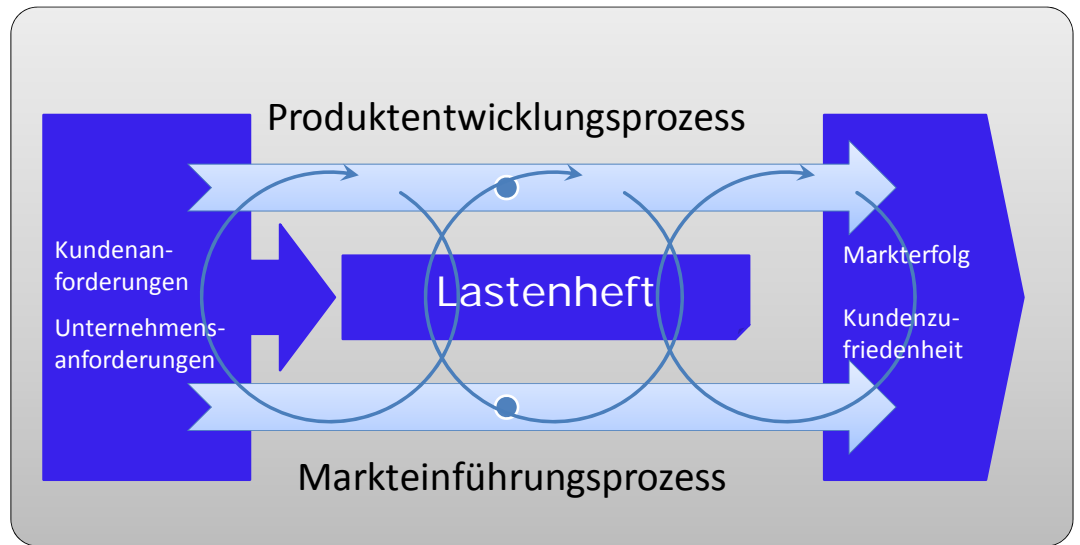 Produktentwicklungsprozess
Kundenan-
forderungen
Unternehmens-
anforderungen
Lastenheft
Markterfolg
Kundenzu-
friedenheit
Markteinführungsprozess